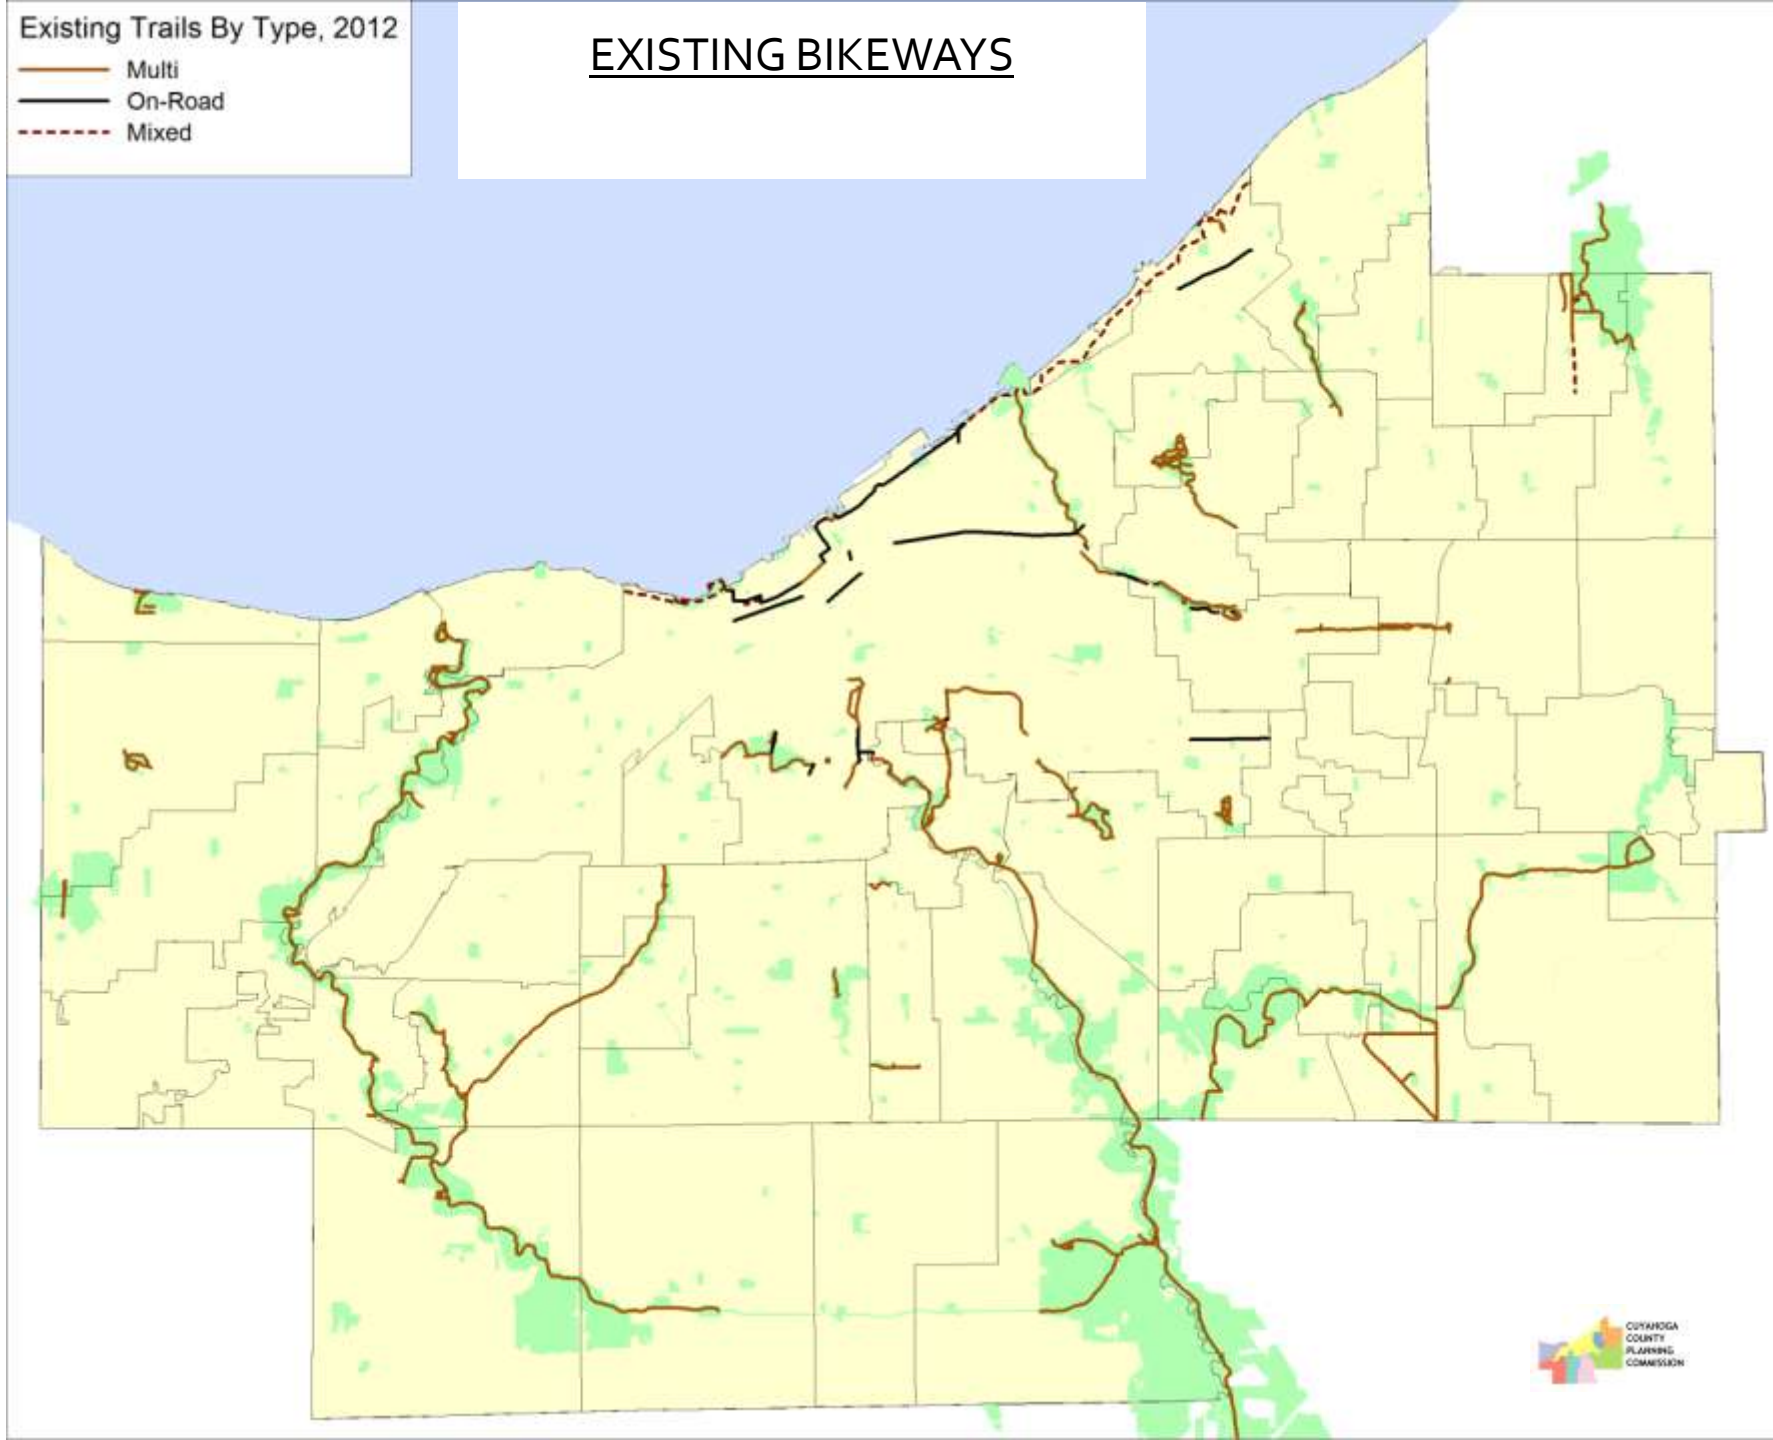 Existing Trails By Type, 2012
Multi
On-Road
Mixed
EXISTING BIKEWAYS
CUYAHOGA
COUNTY
PLANNING
COMMISSION